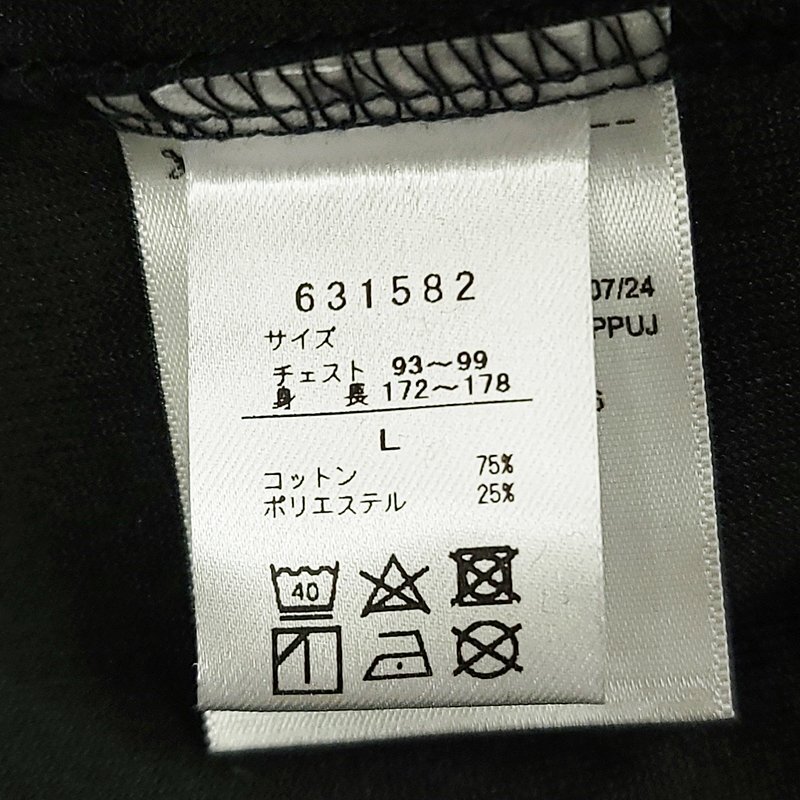 631582
サイズ
チェスト 93〜99
身 長 172〜178
L
コットン 75%
ポリエステル 25%
40
07/24
PPUJ